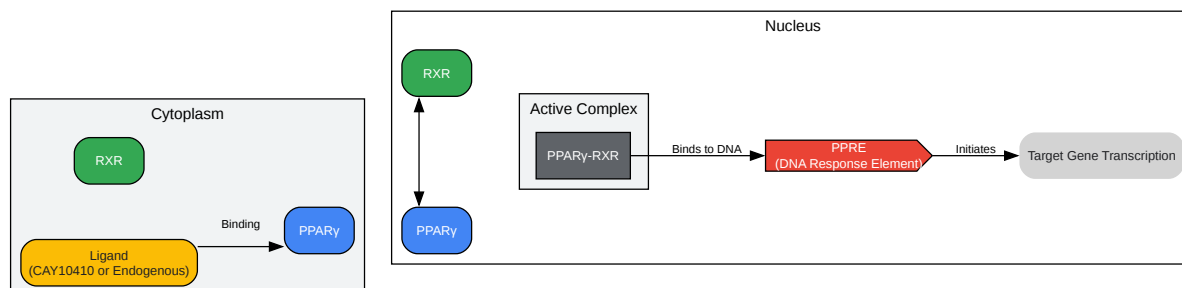 Cytoplasm
RXR
Binding
PPARγ
Ligand
(CAY10410 or Endogenous)
Nucleus
RXR
PPARγ
Active Complex
PPARγ-RXR
Binds to DNA
PPRE
(DNA Response Element)
Initiates
Target Gene Transcription